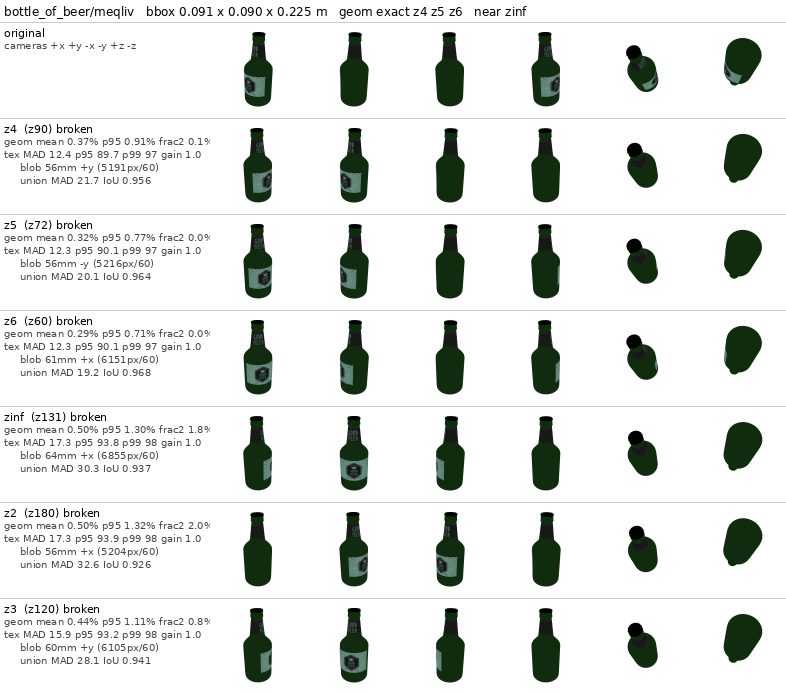 bottle_of_beer/meqliv bbox 0.091 x 0.090 x 0.225 m geom exact z4 z5 z6 near zinf
original
cameras +x +y -x -y +z -z
z4 (z90) broken
geom mean 0.37% p95 0.91% frac2 0.1%
tex MAD 12.4 p95 89.7 p99 97 gain 1.0
blob 56mm +y (5191px/60)
union MAD 21.7 IoU 0.956
z5 (z72) broken
geom mean 0.32% p95 0.77% frac2 0.0%
tex MAD 12.3 p95 90.1 p99 97 gain 1.0
blob 56mm -y (5216px/60)
union MAD 20.1 IoU 0.964
z6 (z60) broken
geom mean 0.29% p95 0.71% frac2 0.0%
tex MAD 12.3 p95 90.1 p99 97 gain 1.0
blob 61mm +x (6151px/60)
union MAD 19.2 IoU 0.968
zinf (z131) broken
geom mean 0.50% p95 1.30% frac2 1.8%
tex MAD 17.3 p95 93.8 p99 98 gain 1.0
blob 64mm +x (6855px/60)
union MAD 30.3 IoU 0.937
z2 (z180) broken
geom mean 0.50% p95 1.32% frac2 2.0%
tex MAD 17.3 p95 93.9 p99 98 gain 1.0
blob 56mm +x (5204px/60)
union MAD 32.6 IoU 0.926
z3 (z120) broken
geom mean 0.44% p95 1.11% frac2 0.8%
tex MAD 15.9 p95 93.2 p99 98 gain 1.0
blob 60mm +y (6105px/60)
union MAD 28.1 IoU 0.941